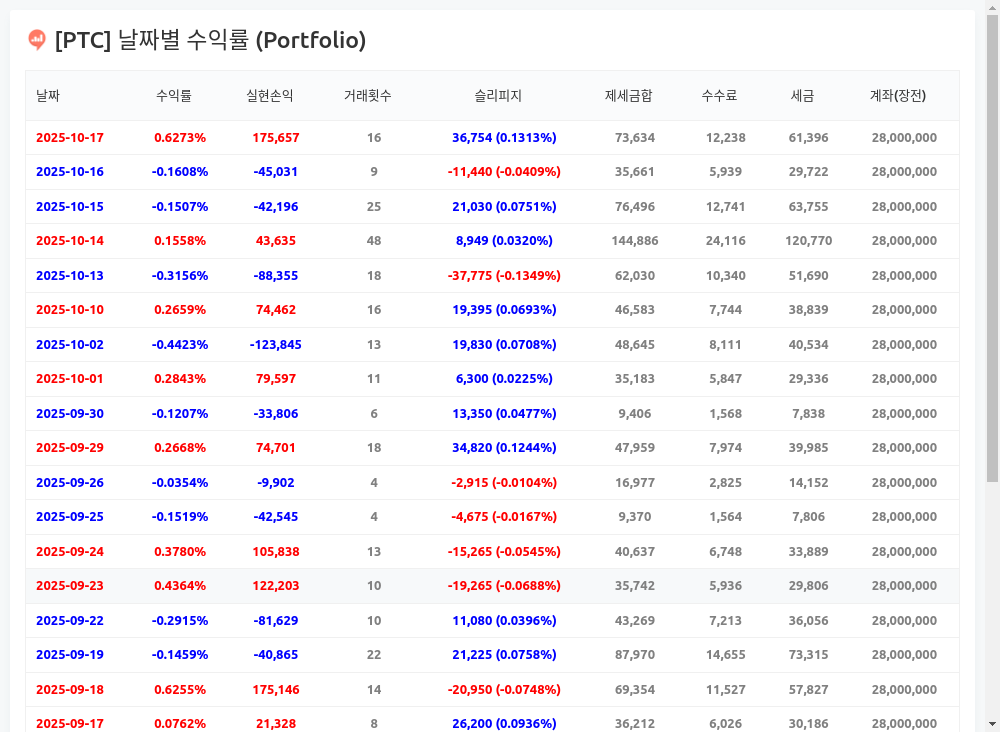 [PTC] 날짜별 수익률 (Portfolio)
날짜 수익률 실현손익 거래횟수 슬리피지 제세금합 수수료 세금 계좌(장전)
2025-10-17 0.6273% 175,657 16 36,754 (0.1313%) 73,634 12,238 61,396 28,000,000
2025-10-16 -0.1608% -45,031 9 -11,440 (-0.0409%) 35,661 5,939 29,722 28,000,000
2025-10-15 -0.1507% -42,196 25 21,030 (0.0751%) 76,496 12,741 63,755 28,000,000
2025-10-14 0.1558% 43,635 48 8,949 (0.0320%) 144,886 24,116 120,770 28,000,000
2025-10-13 -0.3156% -88,355 18 -37,775 (-0.1349%) 62,030 10,340 51,690 28,000,000
2025-10-10 0.2659% 74,462 16 19,395 (0.0693%) 46,583 7,744 38,839 28,000,000
2025-10-02 -0.4423% -123,845 13 19,830 (0.0708%) 48,645 8,111 40,534 28,000,000
2025-10-01 0.2843% 79,597 11 6,300 (0.0225%) 35,183 5,847 29,336 28,000,000
2025-09-30 -0.1207% -33,806 6 13,350 (0.0477%) 9,406 1,568 7,838 28,000,000
2025-09-29 0.2668% 74,701 18 34,820 (0.1244%) 47,959 7,974 39,985 28,000,000
2025-09-26 -0.0354% -9,902 4 -2,915 (-0.0104%) 16,977 2,825 14,152 28,000,000
2025-09-25 -0.1519% -42,545 4 -4,675 (-0.0167%) 9,370 1,564 7,806 28,000,000
2025-09-24 0.3780% 105,838 13 -15,265 (-0.0545%) 40,637 6,748 33,889 28,000,000
2025-09-23 0.4364% 122,203 10 -19,265 (-0.0688%) 35,742 5,936 29,806 28,000,000
2025-09-22 -0.2915% -81,629 10 11,080 (0.0396%) 43,269 7,213 36,056 28,000,000
2025-09-19 -0.1459% -40,865 22 21,225 (0.0758%) 87,970 14,655 73,315 28,000,000
2025-09-18 0.6255% 175,146 14 -20,950 (-0.0748%) 69,354 11,527 57,827 28,000,000
2025-09-17 0.0762% 21,328 8 26,200 (0.0936%) 36,212 6,026 30,186 28,000,000